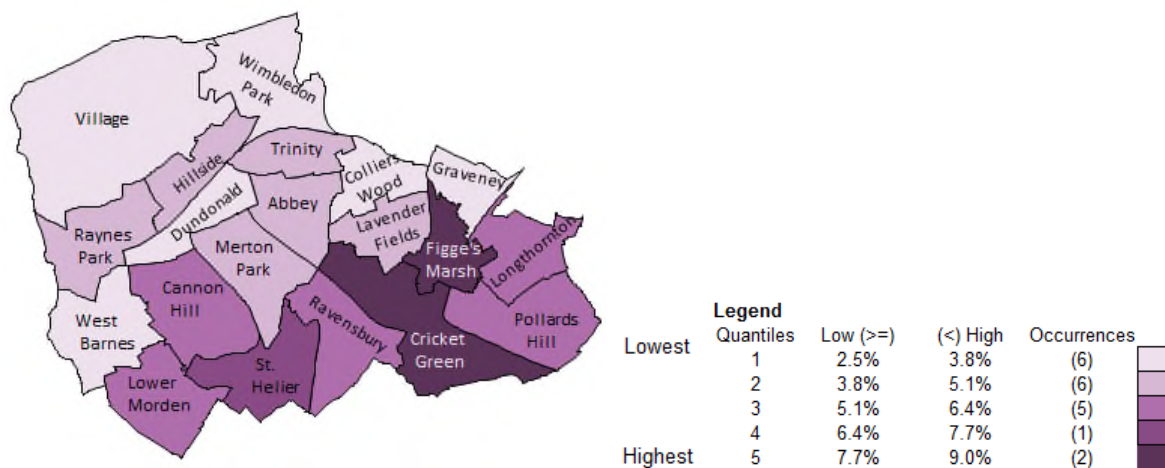 Wimbledon
Park
Village
Trinity
Hillside
Colliers
Wood
Graveney
Dundonald
Abbey
Lavender
Fields
Raynes
Park
Merton
Park
Figge's
Marsh
Longthornton
Cannon
Hill
Ravensbury
West
Barnes
Cricket
Green
Pollards
Hill
St.
Helier
Lower
Morden
Legend
Quantiles Low (>=) (<) High Occurrences
Lowest 1 2.5% 3.8% (6)
2 3.8% 5.1% (6)
3 5.1% 6.4% (5)
4 6.4% 7.7% (1)
Highest 5 7.7% 9.0% (2)